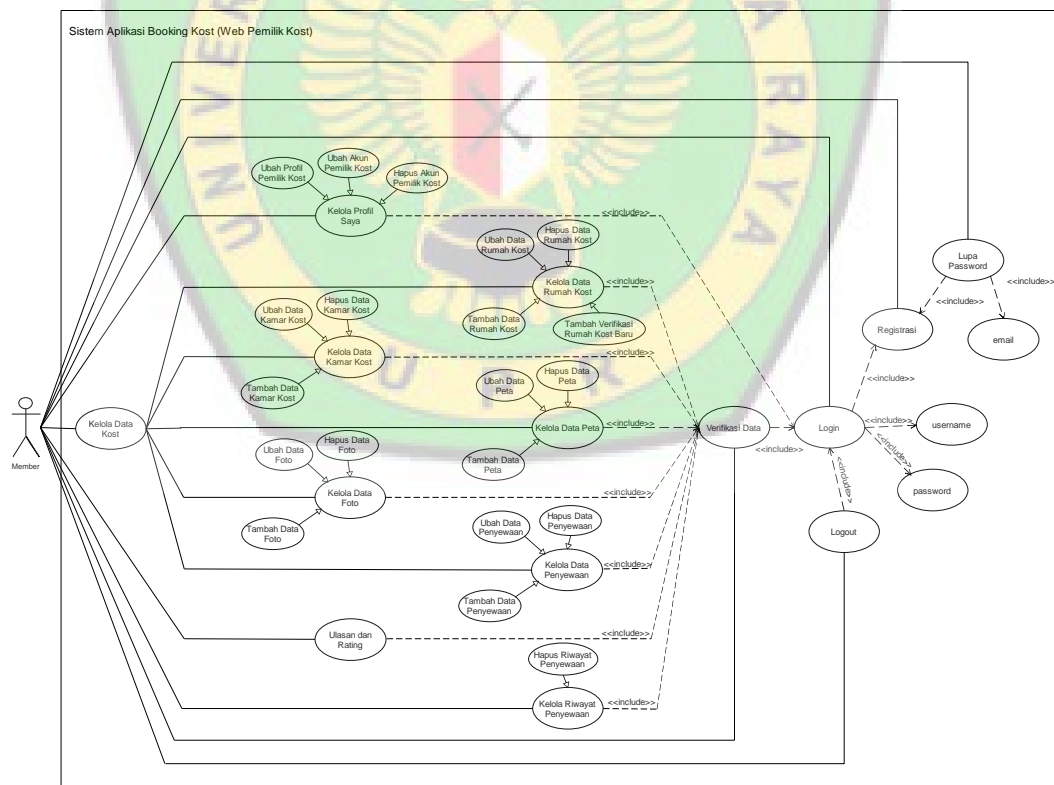 Sistem Aplikasi Booking Kost (Web Pemilik Kost)
UNIVER
A RAYA
U P K
Ubah Profil
Pemilik Kost
Ubah Akun
Pemilik Kost
Hapus Akun
Pemilik Kost
Kelola Profil
Saya
<<include>>
Ubah Data
Rumah Kost
Hapus Data
Rumah Kost
Kelola Data
Rumah Kost
<<include>>
Tambah Data
Rumah Kost
Tambah Verifikasi
Rumah Kost Baru
Lupa
Password
<<include>>
<<include>>
Registrasi
email
Ubah Data
Kamar Kost
Hapus Data
Kamar Kost
Kelola Data
Kamar Kost
<<include>>
Tambah Data
Kamar Kost
Ubah Data
Peta
Hapus Data
Peta
Kelola Data Peta
<<include>>
Tambah Data
Peta
Member
Kelola Data
Kost
Verifikasi Data
<<include>>
Login
<<include>>
<<include>>
username
<<include>>
password
<<include>>
Logout
Ubah Data
Foto
Hapus Data
Foto
Kelola Data
Foto
<<include>>
Tambah Data
Foto
Ubah Data
Penyewaan
Hapus Data
Penyewaan
Kelola Data
Penyewaan
<<include>>
Tambah Data
Penyewaan
Ulasan dan
Rating
<<include>>
Hapus Riwayat
Penyewaan
Kelola Riwayat
Penyewaan
<<include>>